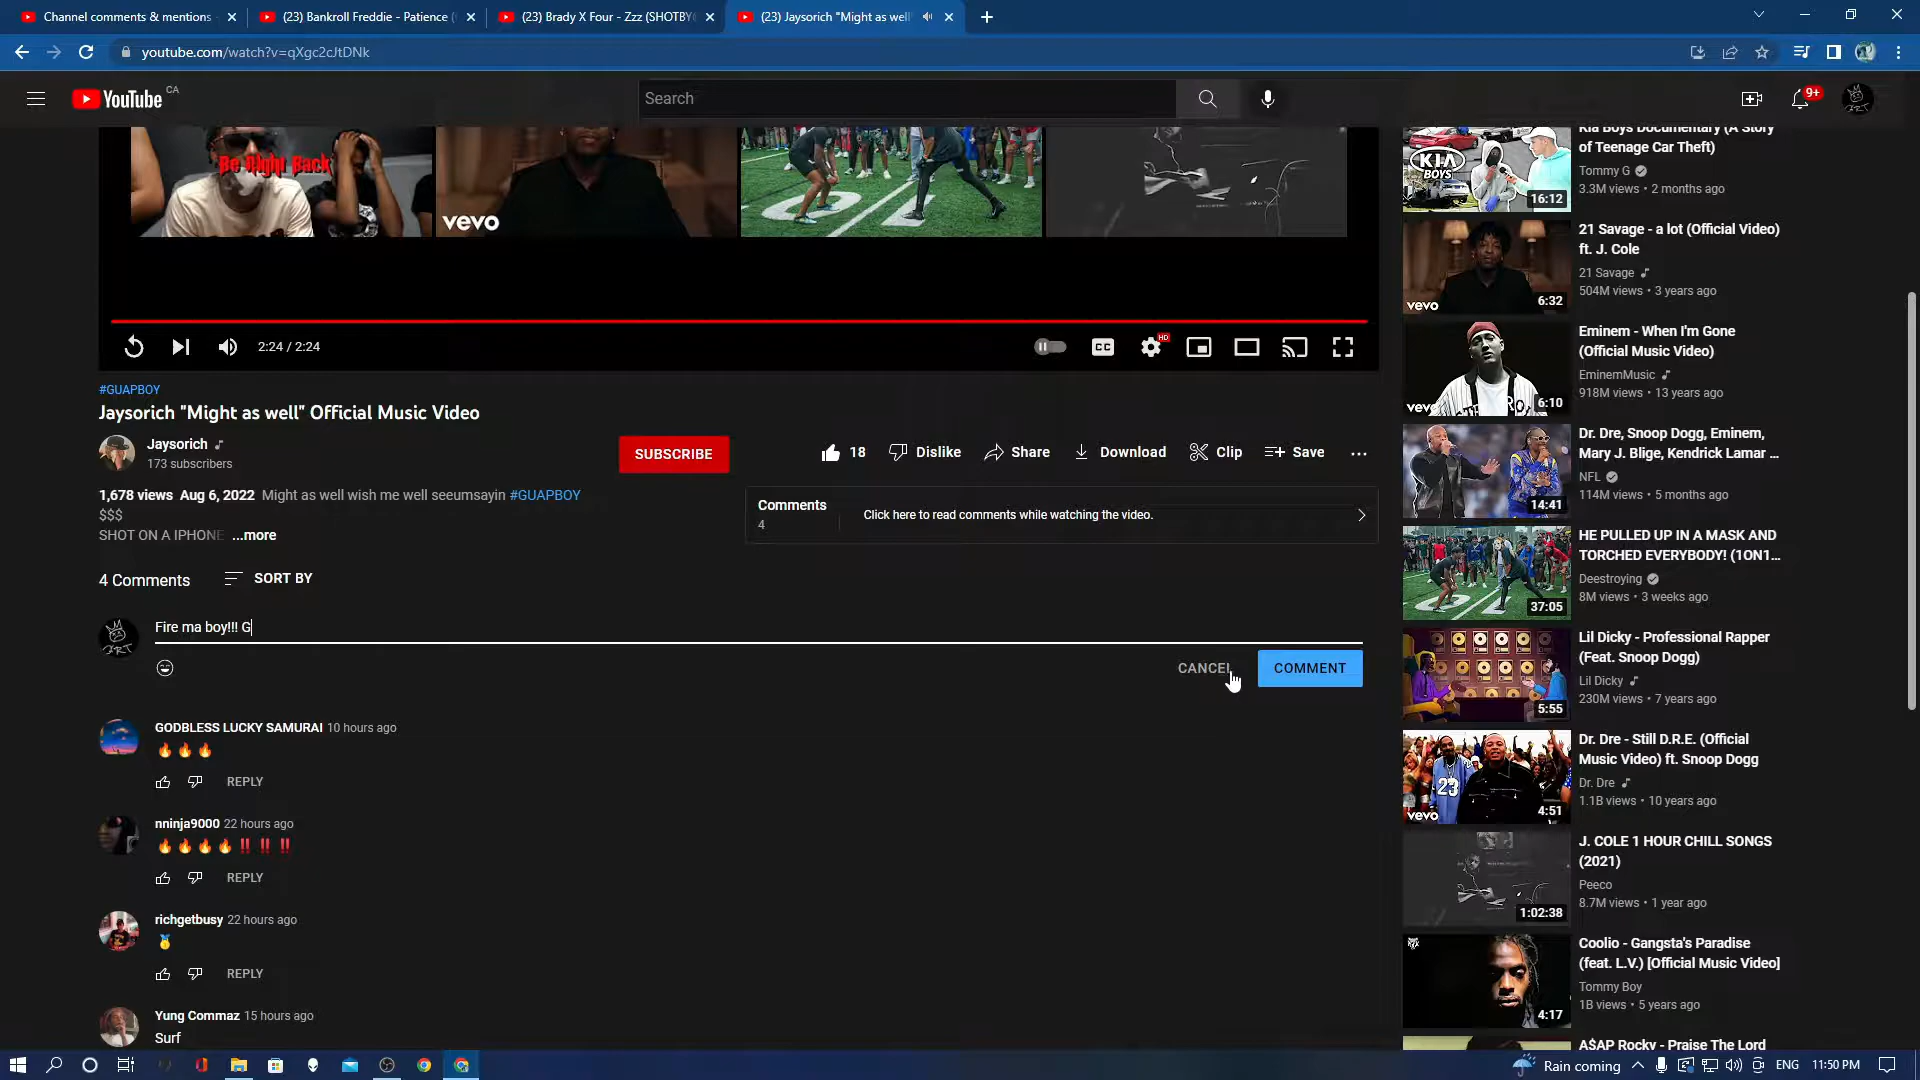 Channel comments & mentions
(23) Bankroll Freddie - Patience (
(23) Brady X Four - Zzz (SHOTBY
(23) Jaysorich "Might as well"
youtube.com/watch?v=qXgc2cJtDNk
YouTube CA
Search
9+
Be Right Back
vevo
2:24 / 2:24
CC
HD
#GUAPBOY
Jaysorich "Might as well" Official Music Video
Jaysorich
173 subscribers
SUBSCRIBE
18
Dislike
Share
Download
Clip
Save
1,678 views Aug 6, 2022 Might as well wish me well seeumsayin #GUAPBOY
$$$
SHOT ON A IPHONE ...more
Comments
4
Click here to read comments while watching the video.
4 Comments
SORT BY
Fire ma boy!!! G
CANCEL
COMMENT
GODBLESS LUCKY SAMURAI 10 hours ago
🔥 🔥 🔥
REPLY
nninja9000 22 hours ago
🔥 🔥 🔥 🔥 ‼️ ‼️ ‼️
REPLY
richgetbusy 22 hours ago
🥇
REPLY
Yung Commaz 15 hours ago
Surf
Kia Boys Documentary (A Story
of Teenage Car Theft)
Tommy G
3.3M views • 2 months ago
KIA
BOYS
16:12
21 Savage - a lot (Official Video)
ft. J. Cole
21 Savage
504M views • 3 years ago
vevo
6:32
Eminem - When I'm Gone
(Official Music Video)
EminemMusic
918M views • 13 years ago
vevo
6:10
Dr. Dre, Snoop Dogg, Eminem,
Mary J. Blige, Kendrick Lamar ...
NFL
114M views • 5 months ago
14:41
HE PULLED UP IN A MASK AND
TORCHED EVERYBODY! (1ON1...
Deestroying
8M views • 3 weeks ago
37:05
Lil Dicky - Professional Rapper
(Feat. Snoop Dogg)
Lil Dicky
230M views • 7 years ago
5:55
Dr. Dre - Still D.R.E. (Official
Music Video) ft. Snoop Dogg
Dr. Dre
1.1B views • 10 years ago
23
vevo
4:51
J. COLE 1 HOUR CHILL SONGS
(2021)
Peeco
8.7M views • 1 year ago
1:02:38
Coolio - Gangsta's Paradise
(feat. L.V.) [Official Music Video]
Tommy Boy
1B views • 5 years ago
4:17
A$AP Rocky - Praise The Lord
Rain coming
ENG
11:50 PM